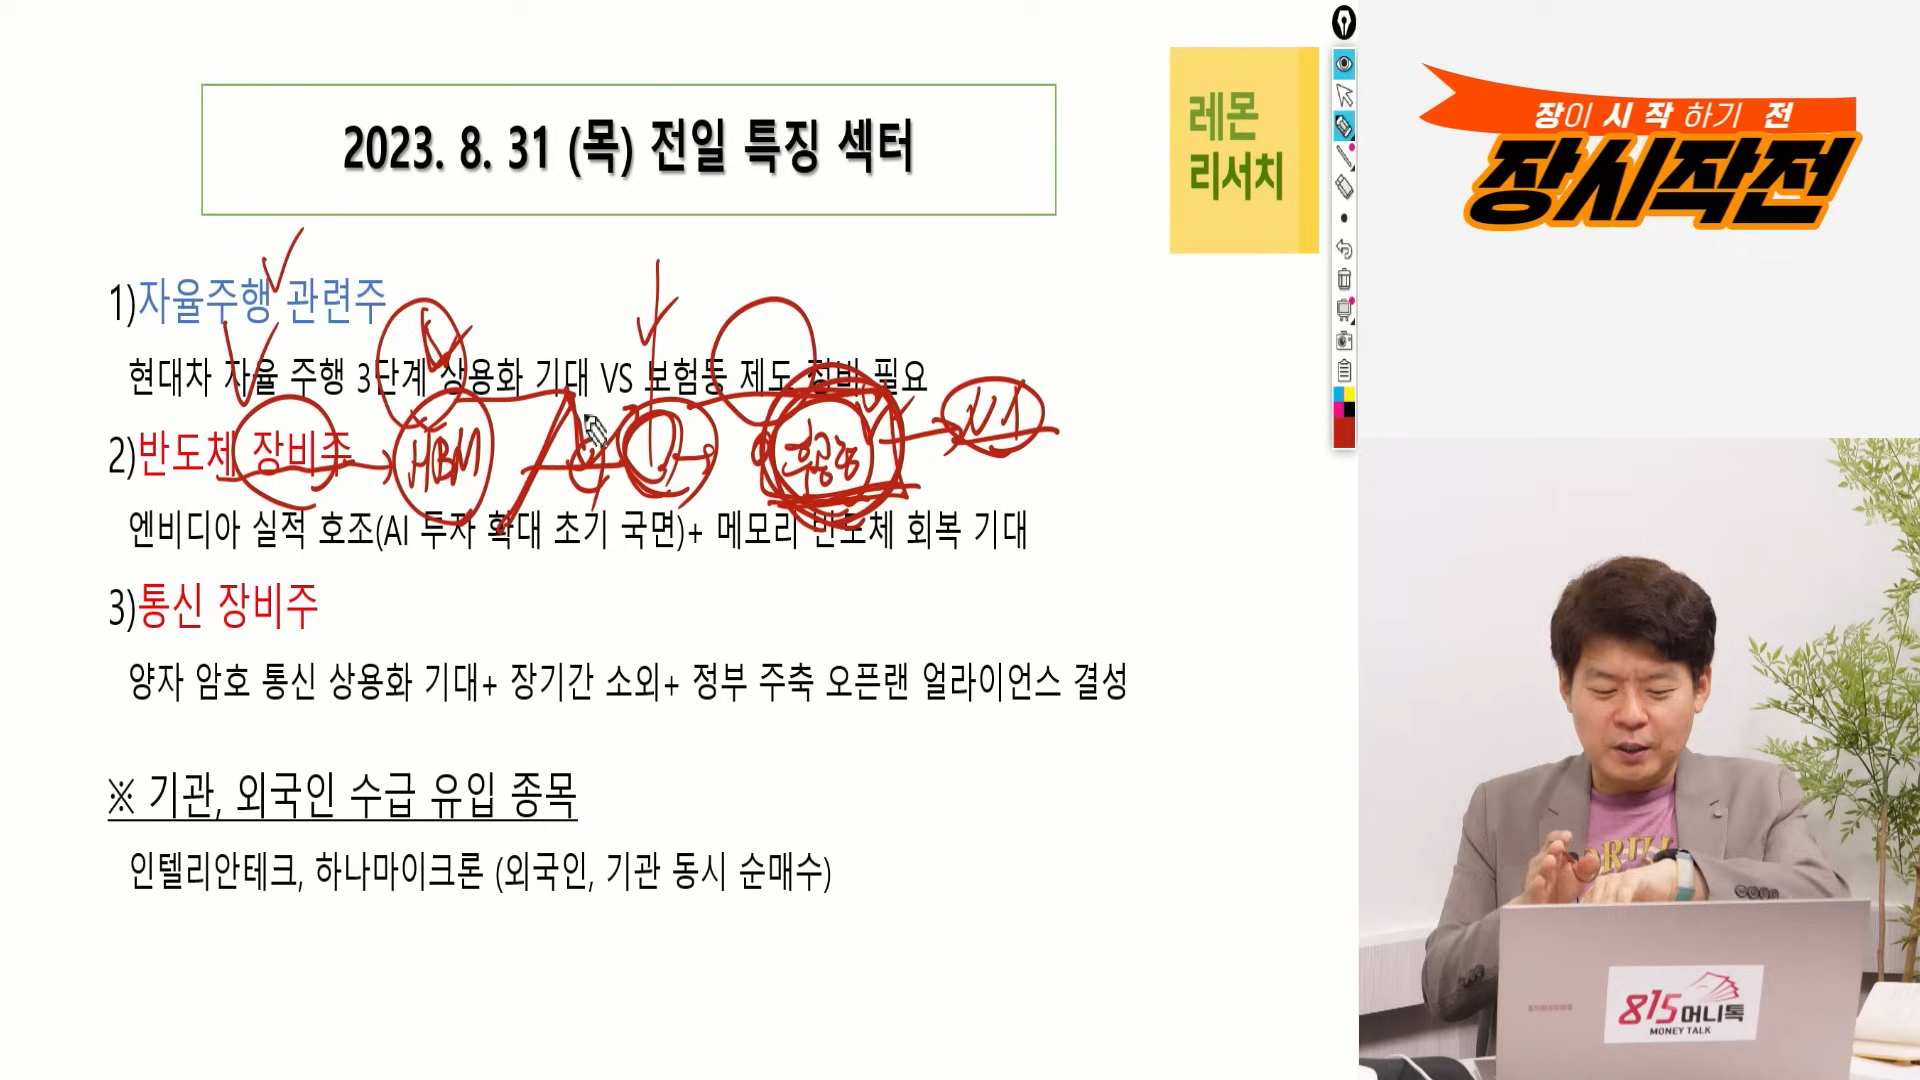 2023. 8. 31 (목) 전일 특징 섹터
레몬
리서치
장이 시작하기 전
장시작전
1)자율주행 관련주
현대차 자율 주행 3단계 상용화 기대 VS 보험등 제도 정비 필요
2)반도체 장비주
HBM
엔비디아 실적 호조(AI 투자 확대 초기 국면)+ 메모리 반도체 회복 기대
3)통신 장비주
양자 암호 통신 상용화 기대+ 장기간 소외+ 정부 주축 오픈랜 얼라이언스 결성
※ 기관, 외국인 수급 유입 종목
인텔리안테크, 하나마이크론 (외국인, 기관 동시 순매수)
SAMSUNG
815머니톡
MONEY TALK